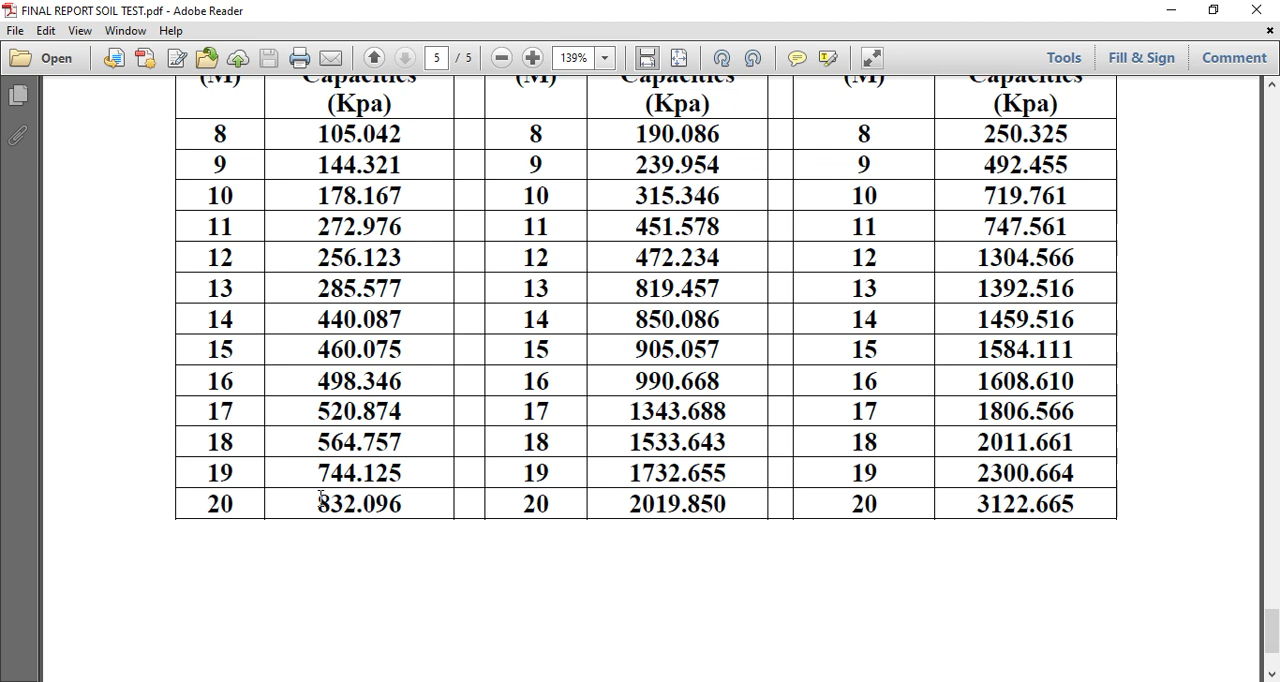 FINAL REPORT SOIL TEST.pdf - Adobe Reader
File Edit View Window Help
Open 5 / 5 139% Tools Fill & Sign Comment
(M) Capacities (M) Capacities (M) Capacities
(Kpa) (Kpa) (Kpa)
8 105.042 8 190.086 8 250.325
9 144.321 9 239.954 9 492.455
10 178.167 10 315.346 10 719.761
11 272.976 11 451.578 11 747.561
12 256.123 12 472.234 12 1304.566
13 285.577 13 819.457 13 1392.516
14 440.087 14 850.086 14 1459.516
15 460.075 15 905.057 15 1584.111
16 498.346 16 990.668 16 1608.610
17 520.874 17 1343.688 17 1806.566
18 564.757 18 1533.643 18 2011.661
19 744.125 19 1732.655 19 2300.664
20 832.096 20 2019.850 20 3122.665